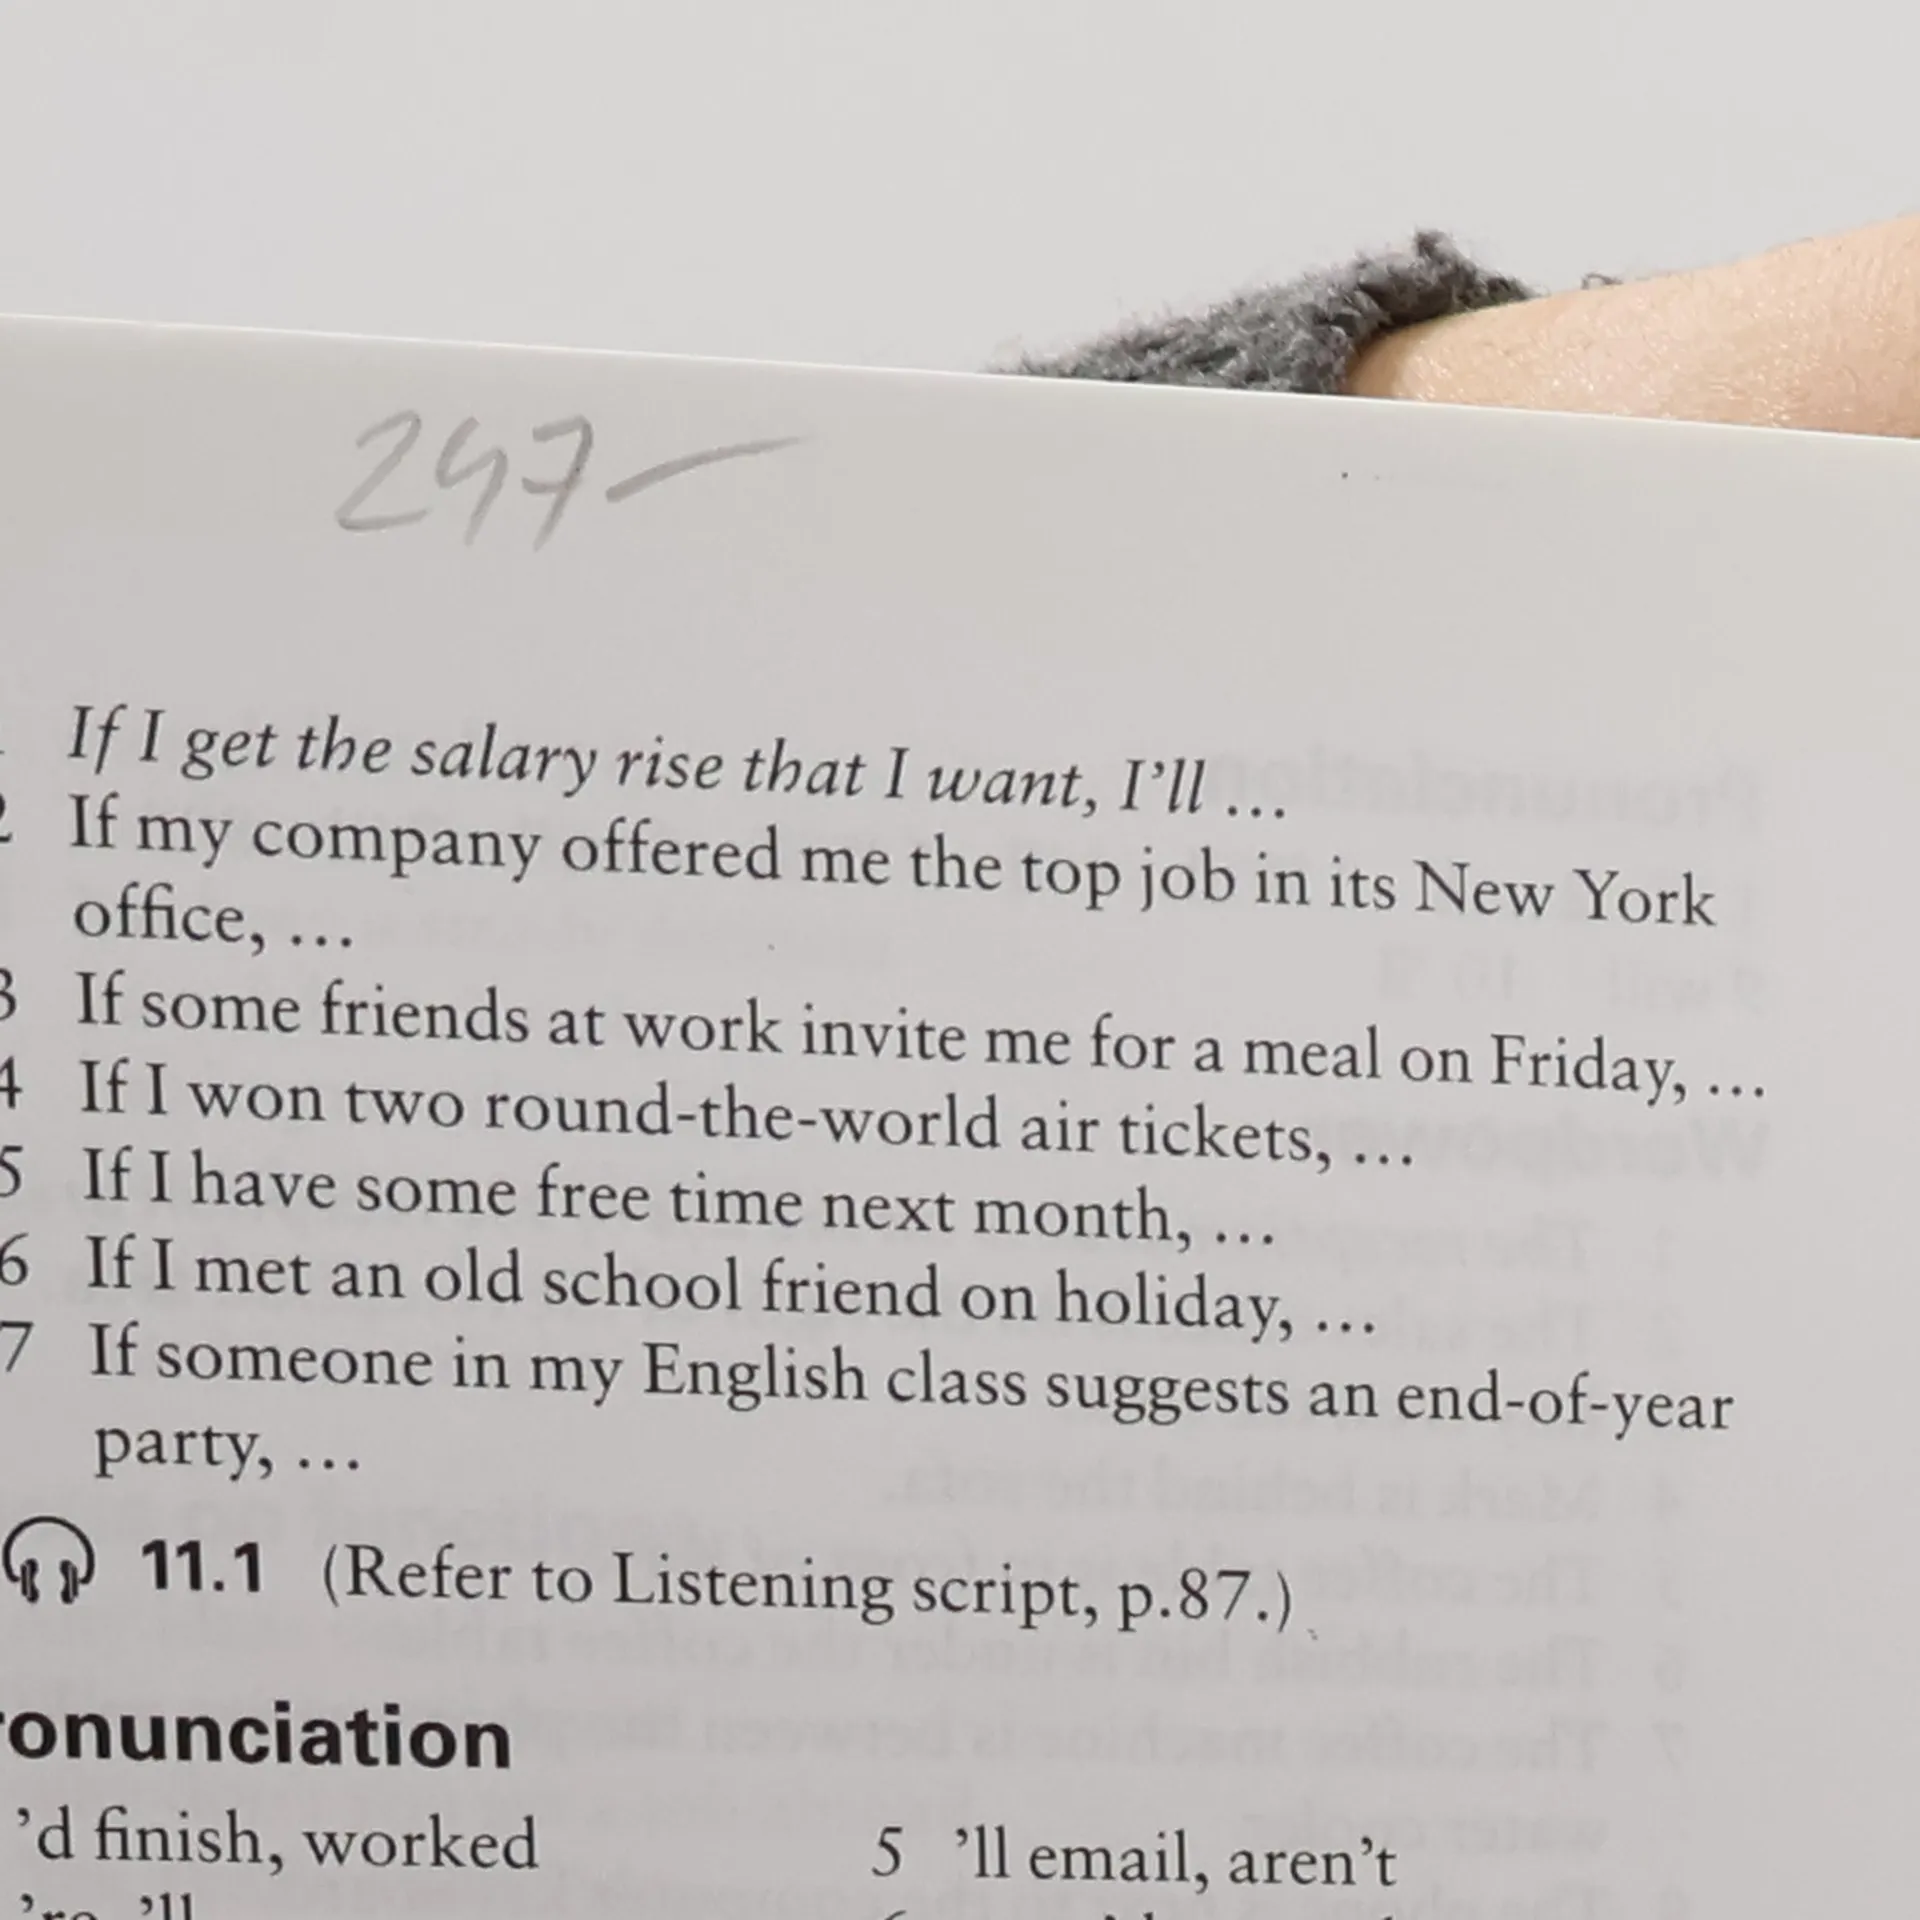 247-
1 If I get the salary rise that I want, I'll ...
2 If my company offered me the top job in its New York
office, ...
3 If some friends at work invite me for a meal on Friday, ...
4 If I won two round-the-world air tickets, ...
5 If I have some free time next month, ...
6 If I met an old school friend on holiday, ...
7 If someone in my English class suggests an end-of-year
party, ...
11.1 (Refer to Listening script, p.87.)
ronunciation
'd finish, worked
5 'll email, aren't